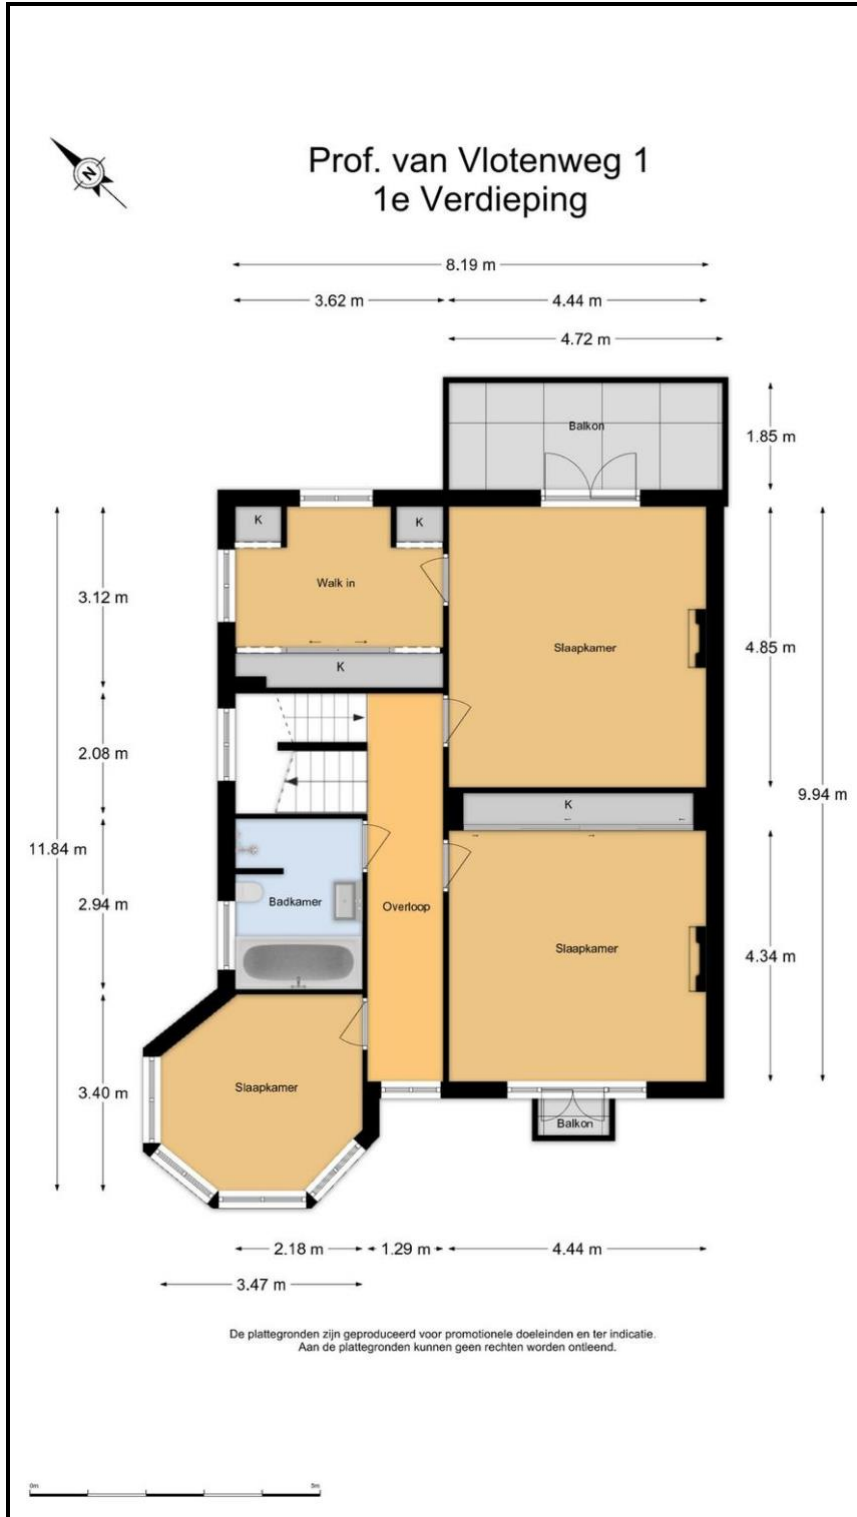 N
Prof. van Vlotenweg 1
1e Verdieping
8.19 m
3.62 m
4.44 m
4.72 m
Balkon
1.85 m
K
K
Walk in
3.12 m
Slaapkamer
4.85 m
K
2.08 m
9.94 m
K
11.84 m
2.94 m
Badkamer
Overloop
Slaapkamer
4.34 m
3.40 m
Slaapkamer
Balkon
2.18 m
1.29 m
4.44 m
3.47 m
De plattegronden zijn geproduceerd voor promotionele doeleinden en ter indicatie.
Aan de plattegronden kunnen geen rechten worden ontleend.
0m
5m